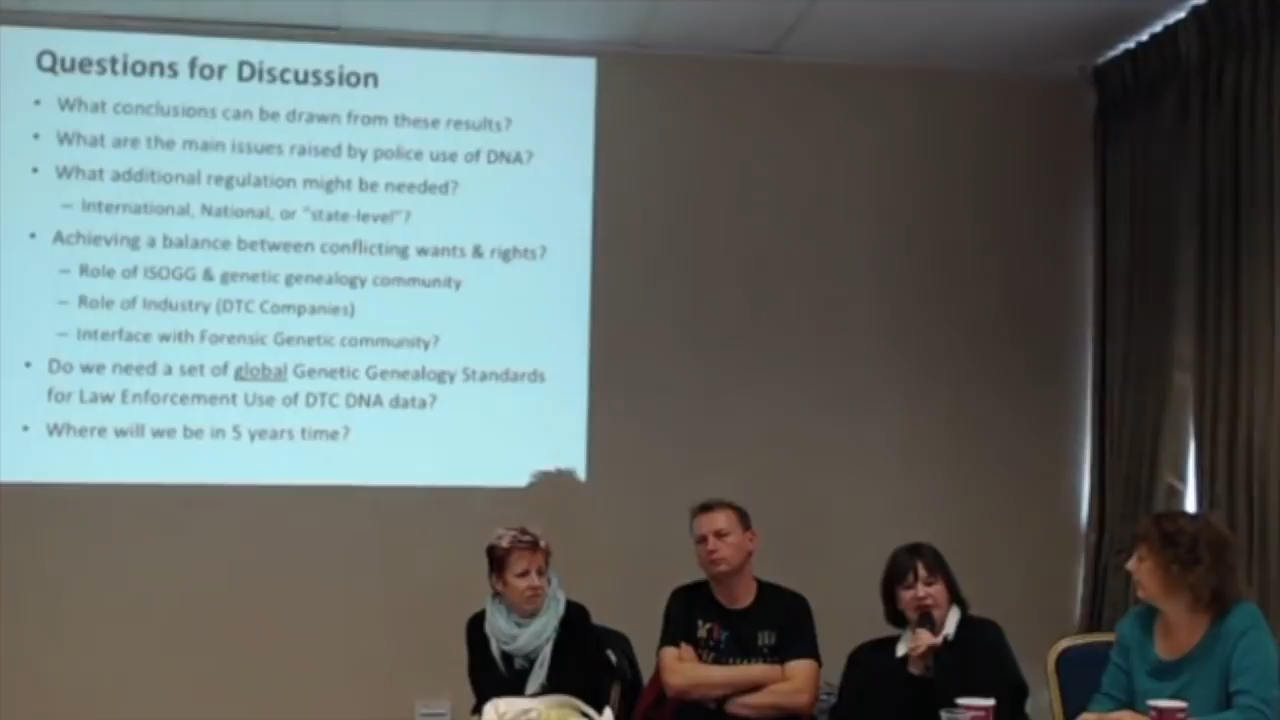 Questions for Discussion
• What conclusions can be drawn from these results?
• What are the main issues raised by police use of DNA?
• What additional regulation might be needed?
– International, National, or "state-level"?
• Achieving a balance between conflicting wants & rights?
– Role of ISOGG & genetic genealogy community
– Role of Industry (DTC Companies)
– Interface with Forensic Genetic community?
• Do we need a set of global Genetic Genealogy Standards
for Law Enforcement Use of DTC DNA data?
• Where will we be in 5 years time?